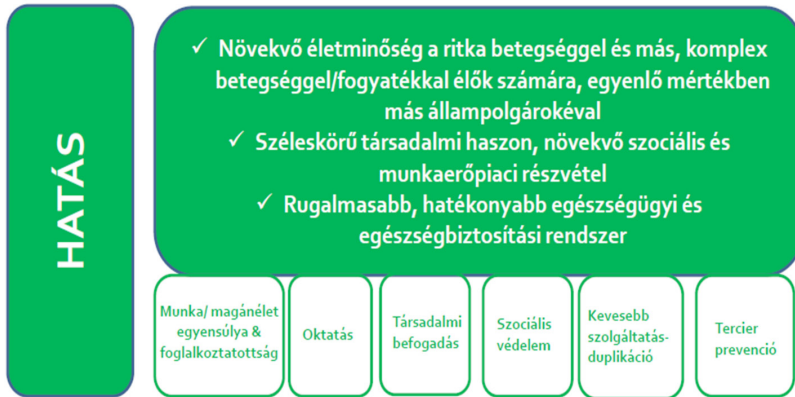 HATÁS
✓ Növekvő életminőség a ritka betegséggel és más, komplex
betegséggel/fogyatékkal élők számára, egyenlő mértékben
más állampolgárokéval
✓ Széleskörű társadalmi haszon, növekvő szociális és
munkaerőpiaci részvétel
✓ Rugalmasabb, hatékonyabb egészségügyi és
egészségbiztosítási rendszer
Munka/ magánélet
egyensúlya &
foglalkoztatottság
Oktatás
Társadalmi
befogadás
Szociális
védelem
Kevesebb
szolgáltatás-
duplikáció
Tercier
prevenció